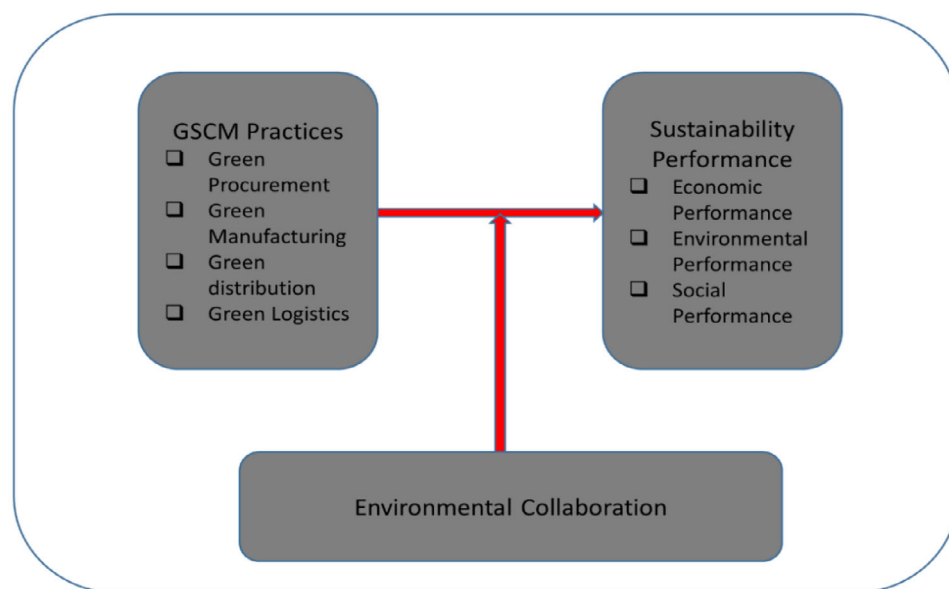 GSCM Practices
❑ Green
Procurement
❑ Green
Manufacturing
❑ Green
distribution
❑ Green Logistics
Sustainability
Performance
❑ Economic
Performance
❑ Environmental
Performance
❑ Social
Performance
Environmental Collaboration